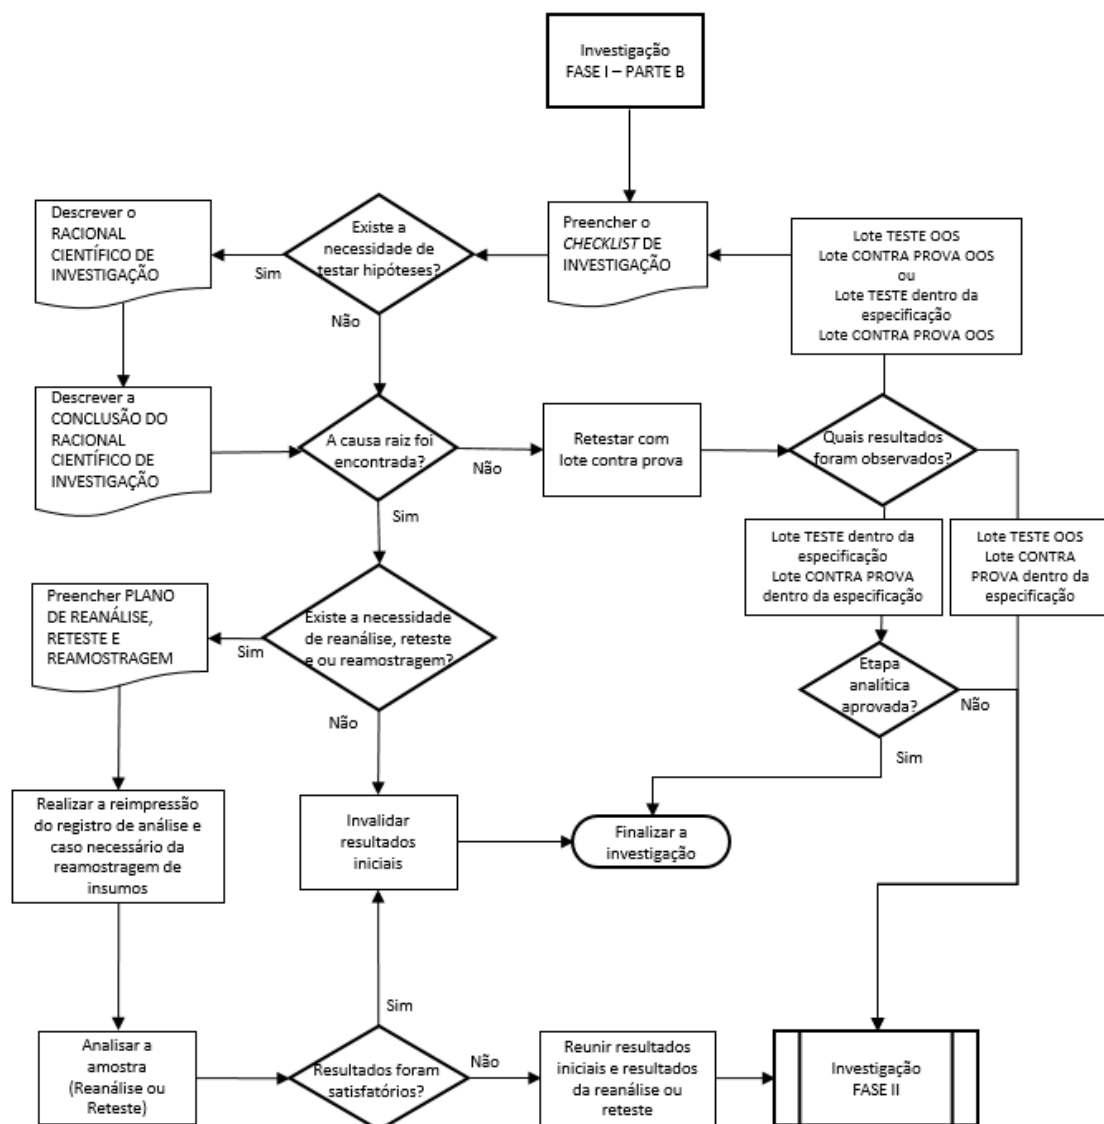 Investigação
FASE I – PARTE B
Descrever o
RACIONAL
CIENTÍFICO DE
INVESTIGAÇÃO
Existe a
necessidade de
testar hipóteses?
Preencher o
CHECKLIST DE
INVESTIGAÇÃO
Lote TESTE OOS
Lote CONTRA PROVA OOS
ou
Lote TESTE dentro da
especificação
Lote CONTRA PROVA OOS
Sim
Não
Descrever a
CONCLUSÃO DO
RACIONAL
CIENTÍFICO DE
INVESTIGAÇÃO
A causa raiz foi
encontrada?
Não
Retestar com
lote contra prova
Quais resultados
foram observados?
Sim
Lote TESTE dentro da
especificação
Lote CONTRA PROVA
dentro da especificação
Lote TESTE OOS
Lote CONTRA
PROVA dentro da
especificação
Preencher PLANO
DE REANÁLISE,
RETESTE E
REAMOSTRAGEM
Sim
Existe a necessidade
de reanálise, reteste
e ou reamostragem?
Etapa
analítica
aprovada?
Não
Não
Sim
Realizar a reimpressão
do registro de análise e
caso necessário da
reamostragem de
insumos
Invalidar
resultados
iniciais
Finalizar a
investigação
Sim
Analisar a
amostra
(Reanálise ou
Reteste)
Resultados foram
satisfatórios?
Não
Reunir resultados
iniciais e resultados
da reanálise ou
reteste
Investigação
FASE II